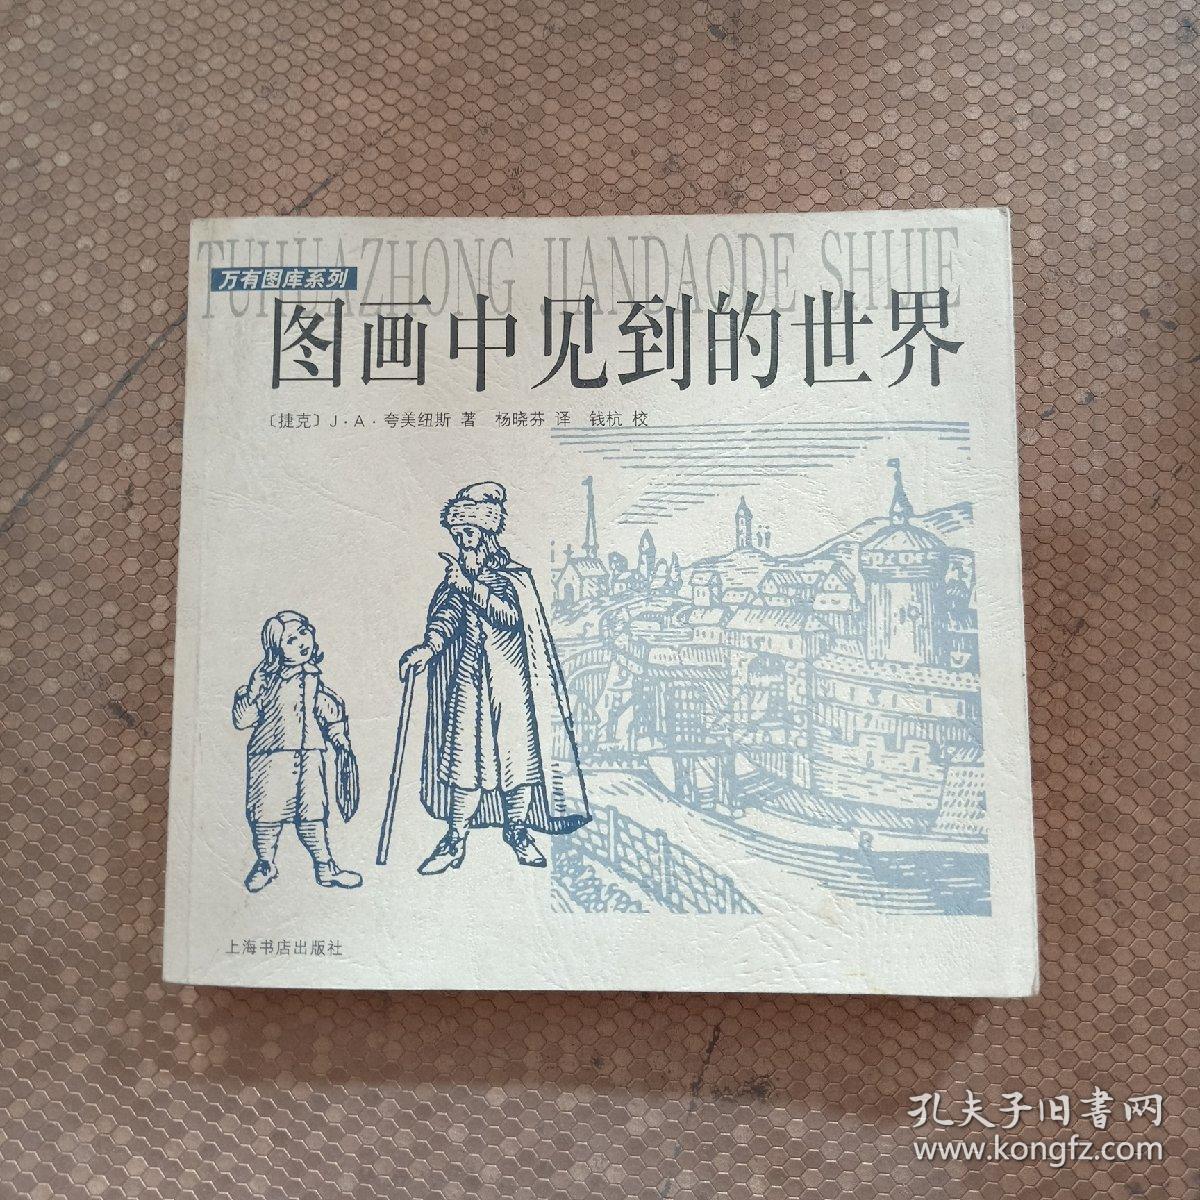 TUHUAZHONG JIANDAODE SHIJIE
万有图库系列
图画中见到的世界
〔捷克〕J·A·夸美纽斯 著 杨晓芬 译 钱杭 校
上海书店出版社
孔夫子旧書网
www.kongfz.com